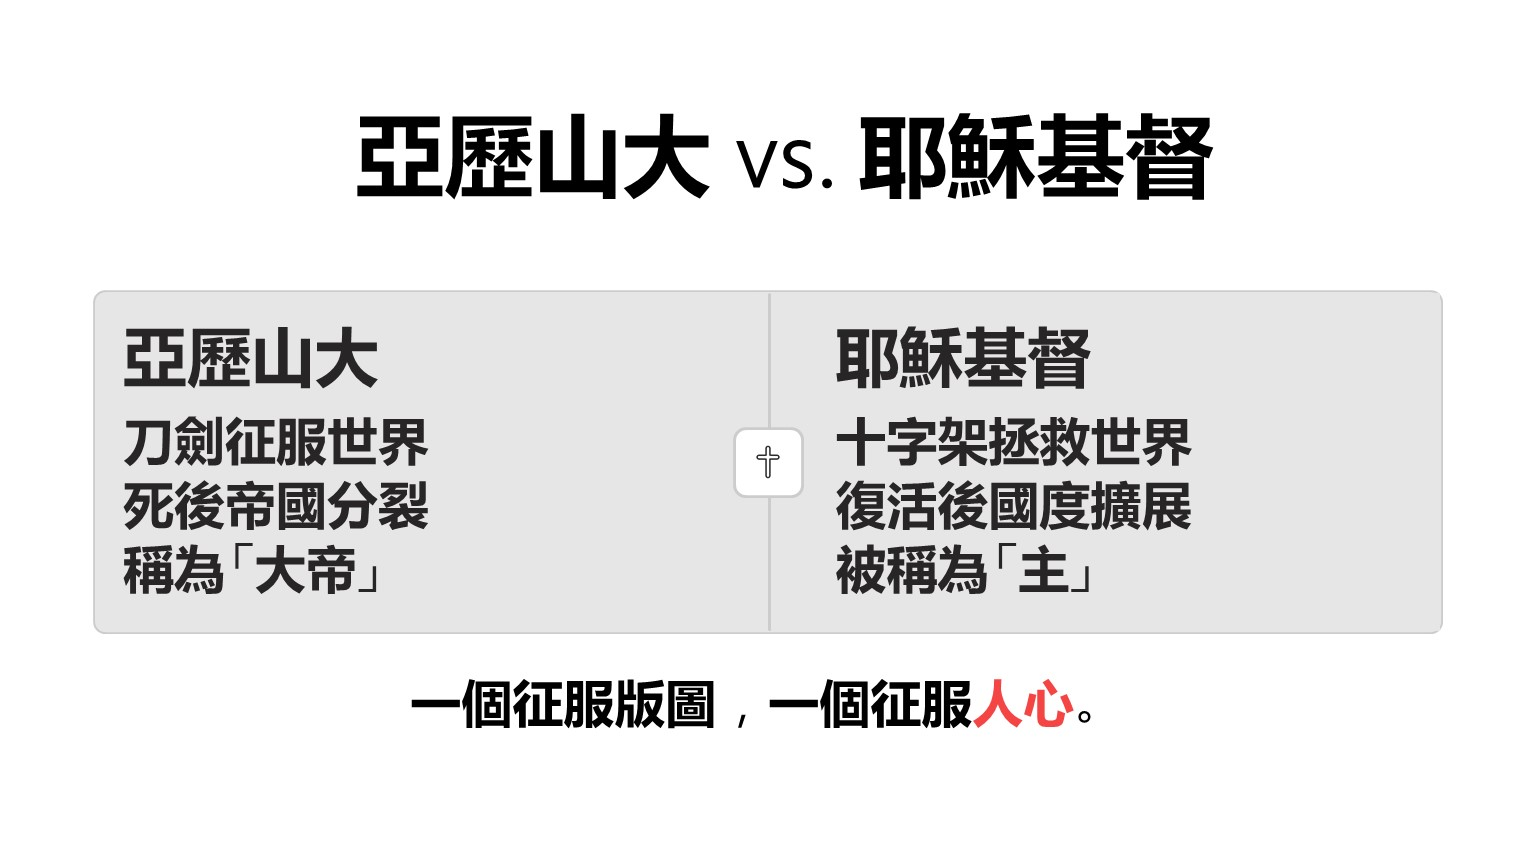 亞歷山大 vs. 耶穌基督
亞歷山大
刀劍征服世界
死後帝國分裂
稱為「大帝」
耶穌基督
十字架拯救世界
復活後國度擴展
被稱為「主」
一個征服版圖，一個征服人心。